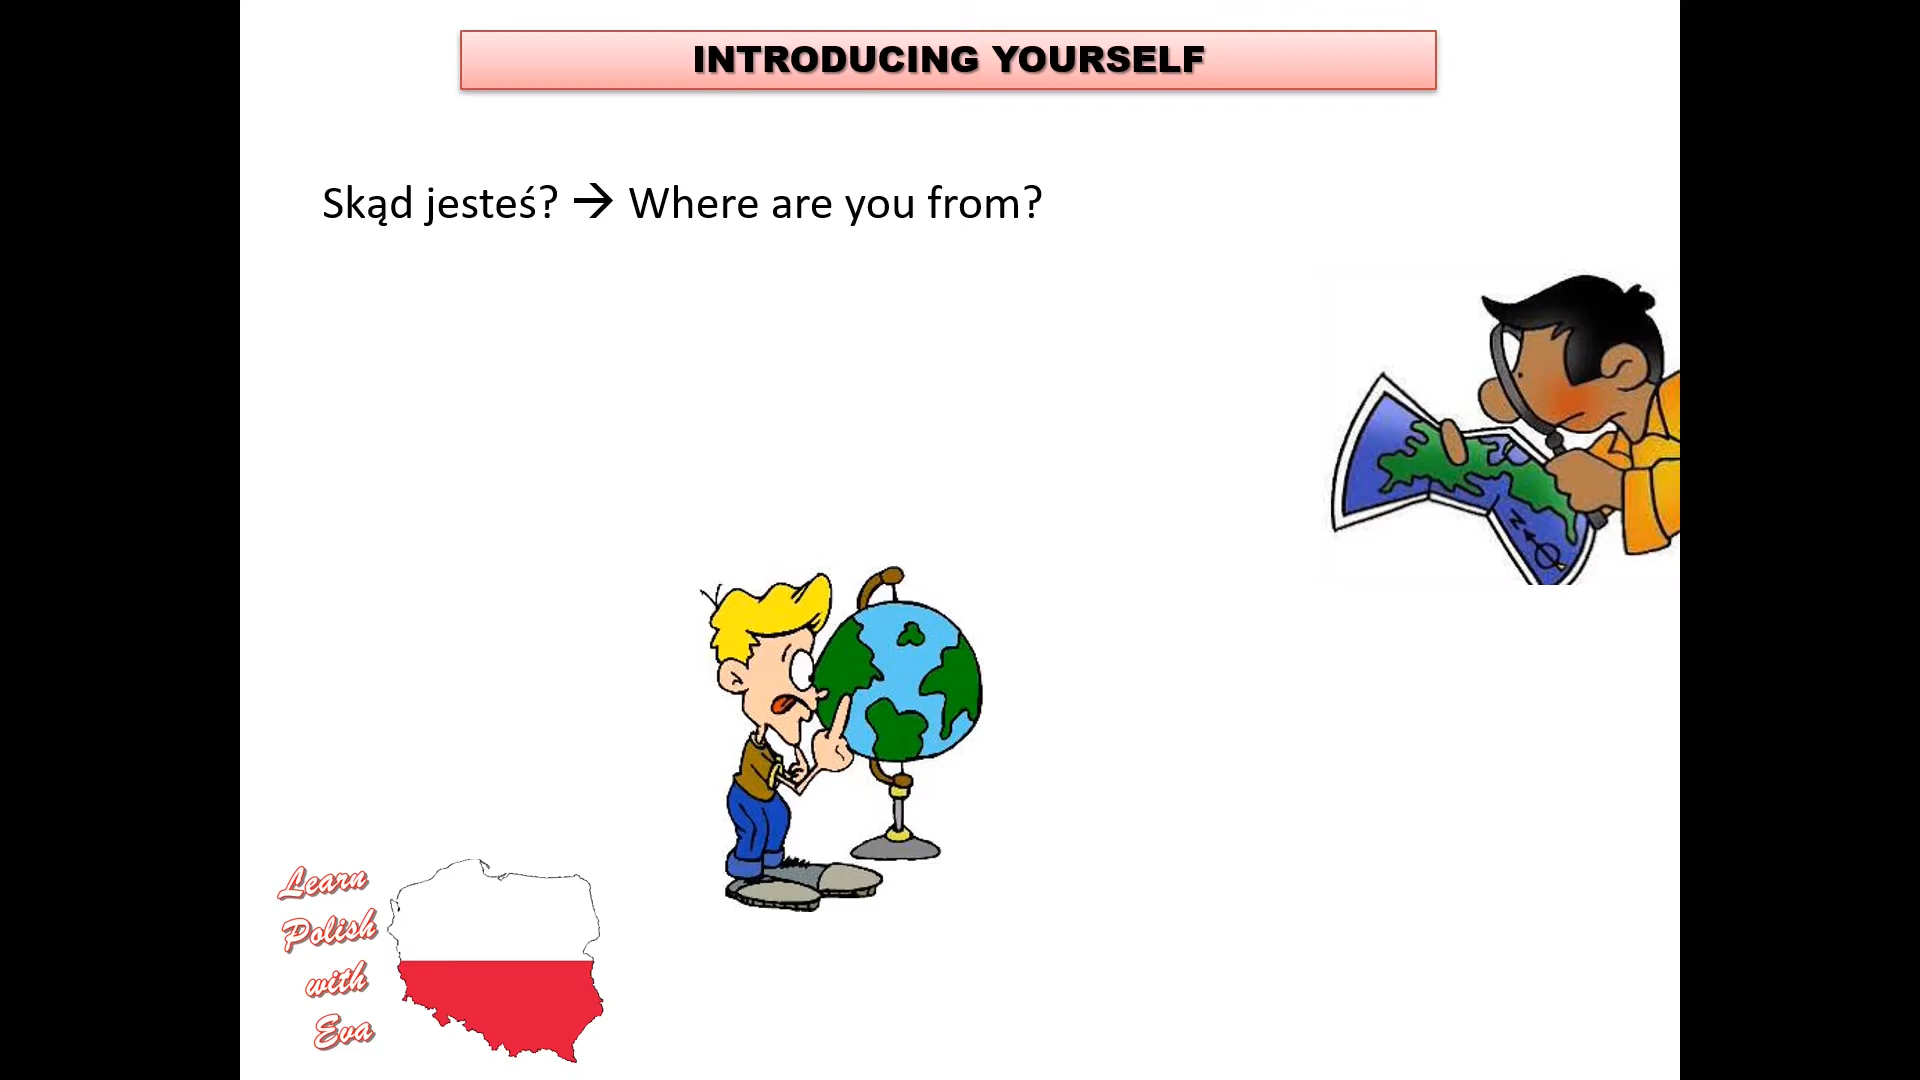 INTRODUCING YOURSELF
Skąd jesteś? → Where are you from?
N
Learn
Polish
with
Eva